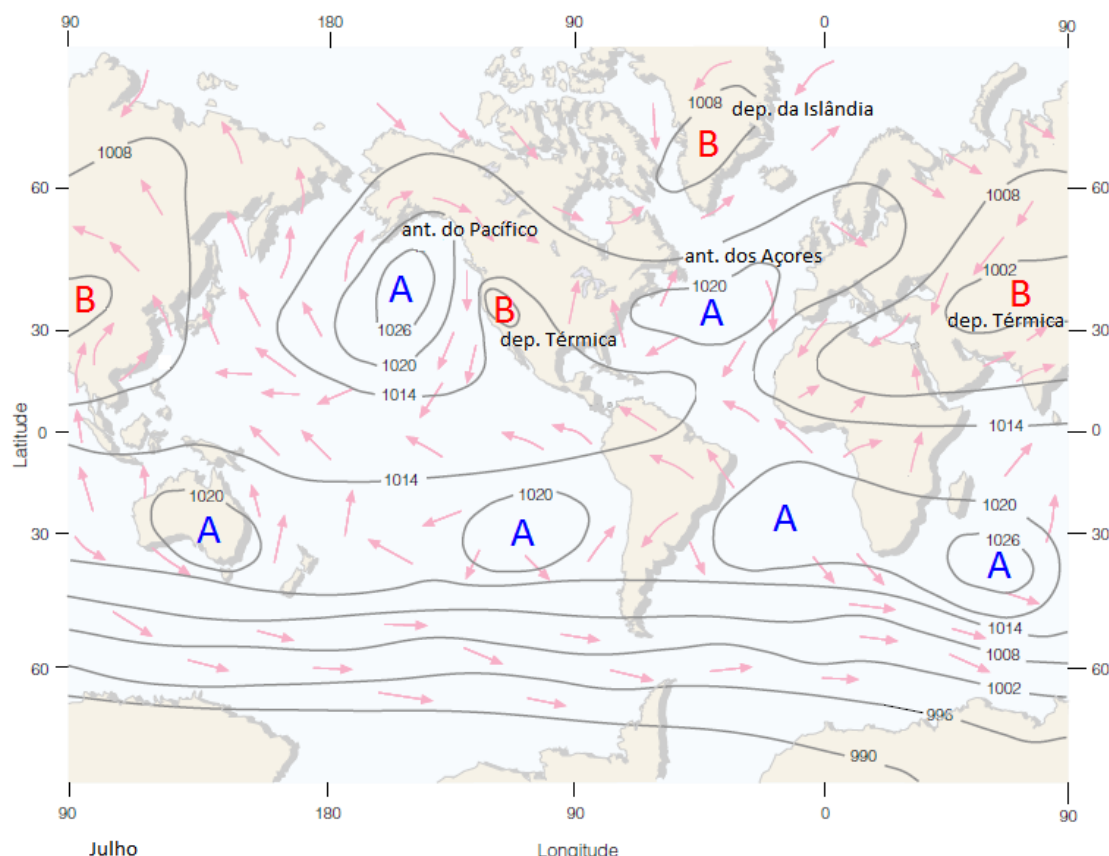 90 180 90 0 90
1008 dep. da Islândia
B
1008
60 60
1008
ant. do Pacífico
ant. dos Açores
1002
1020
B A B A B
dep. Térmica
30 1026 30
dep. Térmica
1020 1020
1014
Latitude
0 1014 0
1014
1020 1020 1020
A A A
30 1026 30
A
1014
1008
60 60
1002
996
990
90 180 90 0 90
Julho Longitude